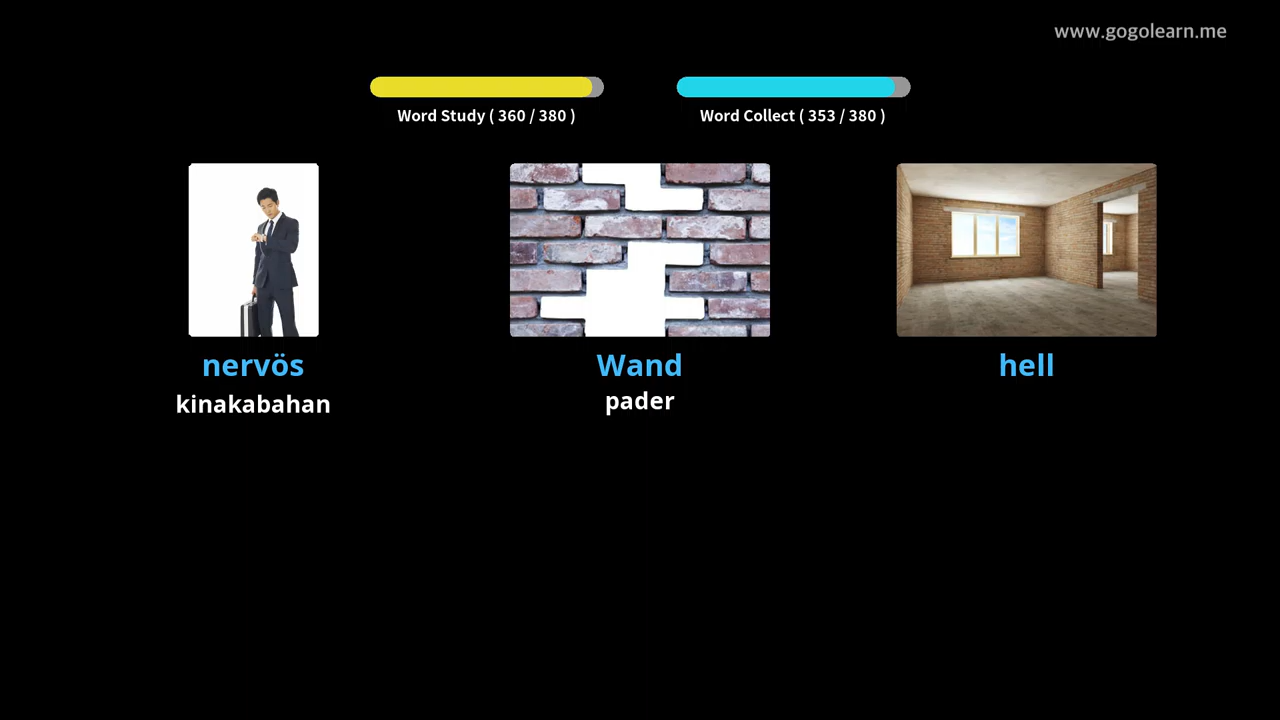 www.gogolearn.me
Word Study ( 360 / 380 )
Word Collect ( 353 / 380 )
nervös
kinakabahan
Wand
pader
hell